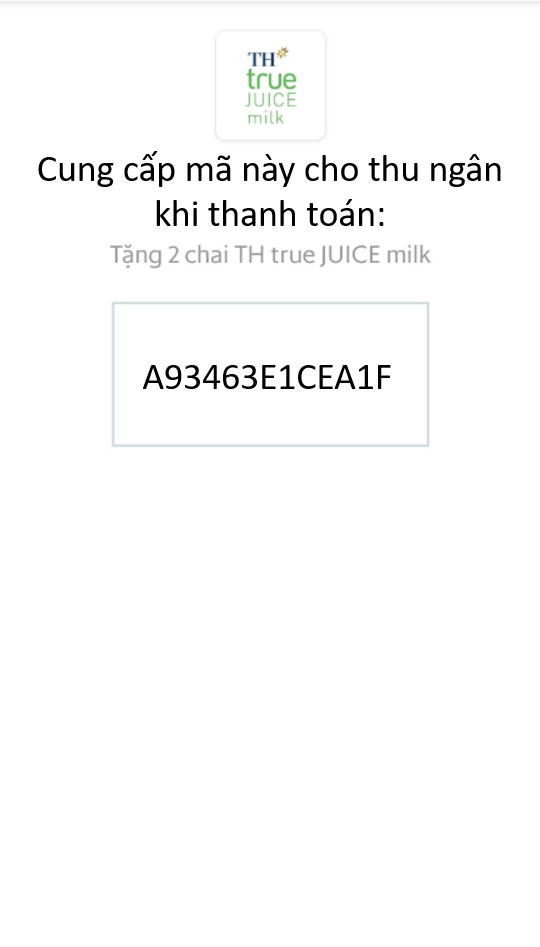 TH
true
JUICE
milk
Cung cấp mã này cho thu ngân
khi thanh toán:
Tặng 2 chai TH true JUICE milk
A93463E1CEA1F